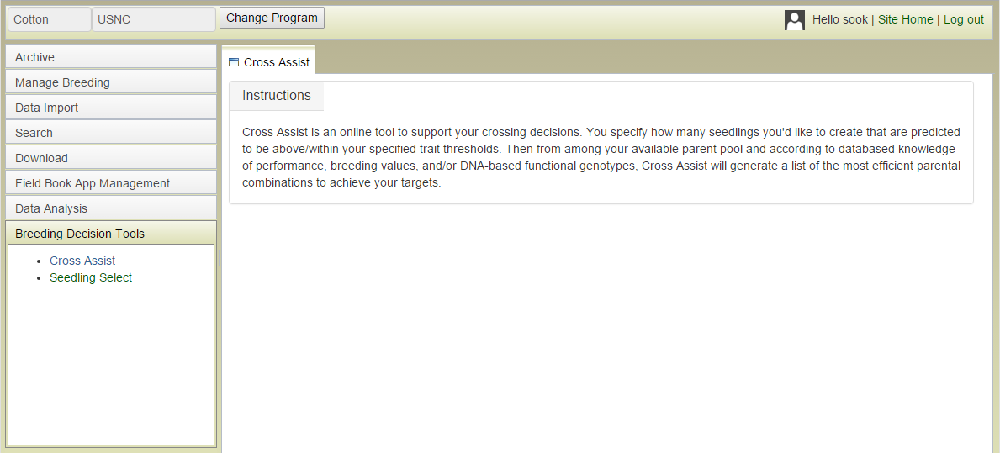 Cotton USNC Change Program Hello sook | Site Home | Log out
Archive
Manage Breeding
Data Import
Search
Download
Field Book App Management
Data Analysis
Breeding Decision Tools
• Cross Assist
• Seedling Select
Cross Assist
Instructions
Cross Assist is an online tool to support your crossing decisions. You specify how many seedlings you'd like to create that are predicted
to be above/within your specified trait thresholds. Then from among your available parent pool and according to databased knowledge
of performance, breeding values, and/or DNA-based functional genotypes, Cross Assist will generate a list of the most efficient parental
combinations to achieve your targets.